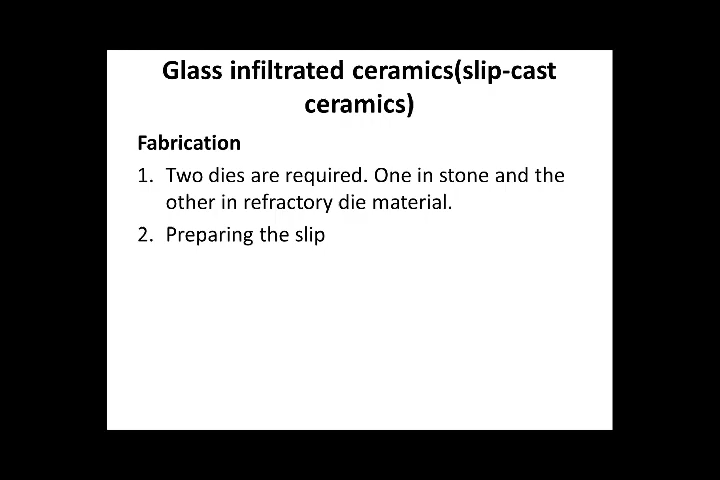 Glass infiltrated ceramics(slip-cast
ceramics)
Fabrication
1. Two dies are required. One in stone and the
other in refractory die material.
2. Preparing the slip